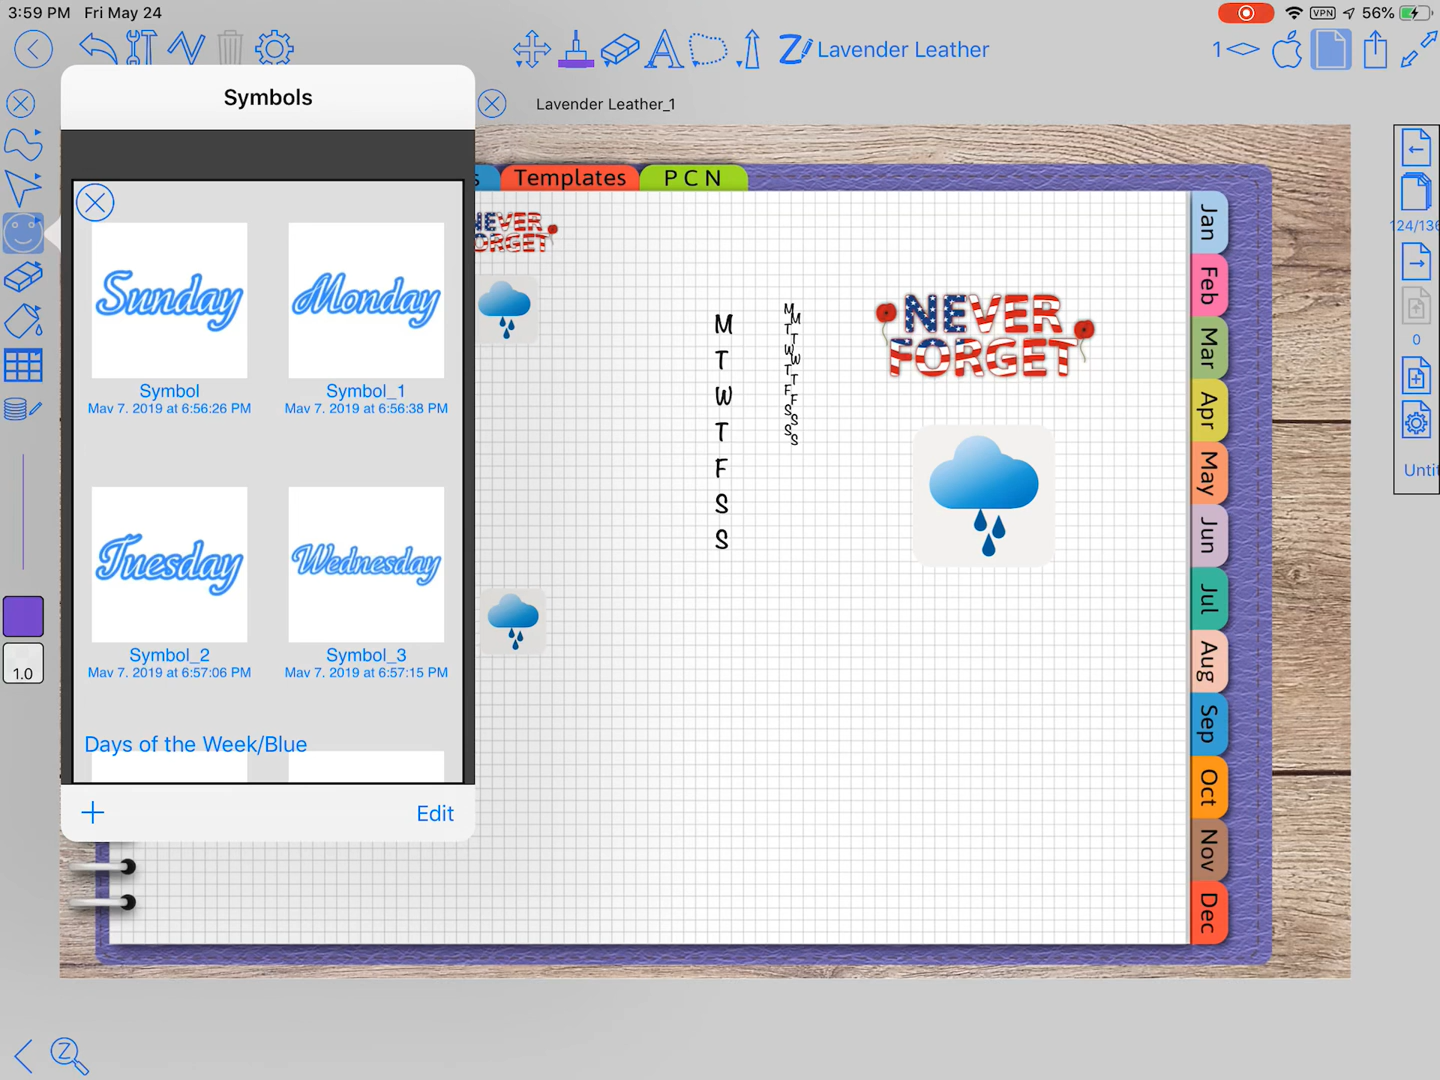 3:59 PM Fri May 24
VPN
56%
Lavender Leather
1
Symbols
Lavender Leather_1
s
Templates
P C N
Sunday
Monday
Symbol
May 7, 2019 at 6:56:26 PM
Symbol_1
May 7, 2019 at 6:56:38 PM
Tuesday
Wednesday
Symbol_2
May 7, 2019 at 6:57:06 PM
Symbol_3
May 7, 2019 at 6:57:15 PM
Days of the Week/Blue
Edit
1.0
NEVER
ORGET
M
T
W
T
F
S
S
M
T
W
T
F
S
S
M
T
W
T
F
S
S
NEVER
FORGET
Jan
Feb
Mar
Apr
May
Jun
Jul
Aug
Sep
Oct
Nov
Dec
124/136
0
Unti
Z